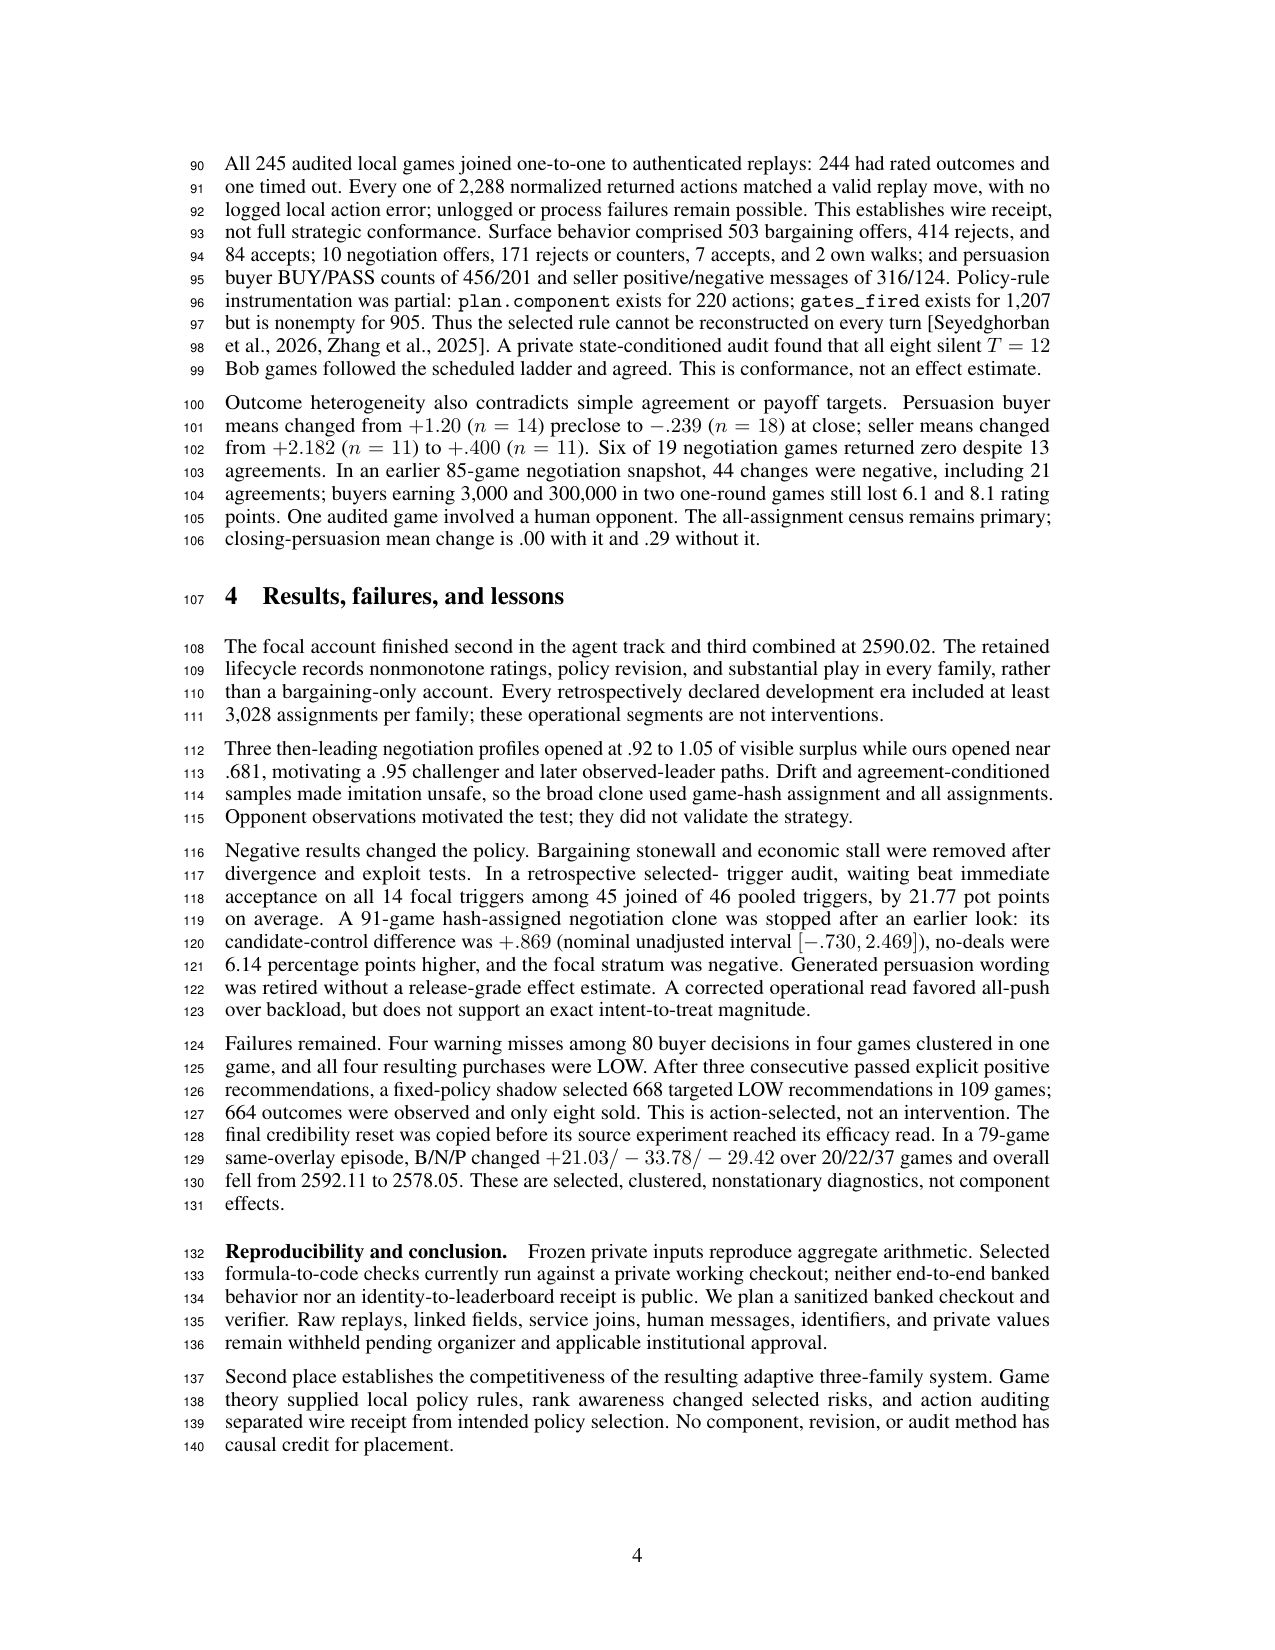 90 All 245 audited local games joined one-to-one to authenticated replays: 244 had rated outcomes and
91 one timed out. Every one of 2,288 normalized returned actions matched a valid replay move, with no
92 logged local action error; unlogged or process failures remain possible. This establishes wire receipt,
93 not full strategic conformance. Surface behavior comprised 503 bargaining offers, 414 rejects, and
94 84 accepts; 10 negotiation offers, 171 rejects or counters, 7 accepts, and 2 own walks; and persuasion
95 buyer BUY/PASS counts of 456/201 and seller positive/negative messages of 316/124. Policy-rule
96 instrumentation was partial: plan.component exists for 220 actions; gates_fired exists for 1,207
97 but is nonempty for 905. Thus the selected rule cannot be reconstructed on every turn [Seyedghorban
98 et al., 2026, Zhang et al., 2025]. A private state-conditioned audit found that all eight silent T = 12
99 Bob games followed the scheduled ladder and agreed. This is conformance, not an effect estimate.
100 Outcome heterogeneity also contradicts simple agreement or payoff targets. Persuasion buyer
101 means changed from +1.20 (n = 14) preclose to −.239 (n = 18) at close; seller means changed
102 from +2.182 (n = 11) to +.400 (n = 11). Six of 19 negotiation games returned zero despite 13
103 agreements. In an earlier 85-game negotiation snapshot, 44 changes were negative, including 21
104 agreements; buyers earning 3,000 and 300,000 in two one-round games still lost 6.1 and 8.1 rating
105 points. One audited game involved a human opponent. The all-assignment census remains primary;
106 closing-persuasion mean change is .00 with it and .29 without it.
107 4 Results, failures, and lessons
108 The focal account finished second in the agent track and third combined at 2590.02. The retained
109 lifecycle records nonmonotone ratings, policy revision, and substantial play in every family, rather
110 than a bargaining-only account. Every retrospectively declared development era included at least
111 3,028 assignments per family; these operational segments are not interventions.
112 Three then-leading negotiation profiles opened at .92 to 1.05 of visible surplus while ours opened near
113 .681, motivating a .95 challenger and later observed-leader paths. Drift and agreement-conditioned
114 samples made imitation unsafe, so the broad clone used game-hash assignment and all assignments.
115 Opponent observations motivated the test; they did not validate the strategy.
116 Negative results changed the policy. Bargaining stonewall and economic stall were removed after
117 divergence and exploit tests. In a retrospective selected- trigger audit, waiting beat immediate
118 acceptance on all 14 focal triggers among 45 joined of 46 pooled triggers, by 21.77 pot points
119 on average. A 91-game hash-assigned negotiation clone was stopped after an earlier look: its
120 candidate-control difference was +.869 (nominal unadjusted interval [−.730, 2.469]), no-deals were
121 6.14 percentage points higher, and the focal stratum was negative. Generated persuasion wording
122 was retired without a release-grade effect estimate. A corrected operational read favored all-push
123 over backload, but does not support an exact intent-to-treat magnitude.
124 Failures remained. Four warning misses among 80 buyer decisions in four games clustered in one
125 game, and all four resulting purchases were LOW. After three consecutive passed explicit positive
126 recommendations, a fixed-policy shadow selected 668 targeted LOW recommendations in 109 games;
127 664 outcomes were observed and only eight sold. This is action-selected, not an intervention. The
128 final credibility reset was copied before its source experiment reached its efficacy read. In a 79-game
129 same-overlay episode, B/N/P changed +21.03/ − 33.78/ − 29.42 over 20/22/37 games and overall
130 fell from 2592.11 to 2578.05. These are selected, clustered, nonstationary diagnostics, not component
131 effects.
132 Reproducibility and conclusion. Frozen private inputs reproduce aggregate arithmetic. Selected
133 formula-to-code checks currently run against a private working checkout; neither end-to-end banked
134 behavior nor an identity-to-leaderboard receipt is public. We plan a sanitized banked checkout and
135 verifier. Raw replays, linked fields, service joins, human messages, identifiers, and private values
136 remain withheld pending organizer and applicable institutional approval.
137 Second place establishes the competitiveness of the resulting adaptive three-family system. Game
138 theory supplied local policy rules, rank awareness changed selected risks, and action auditing
139 separated wire receipt from intended policy selection. No component, revision, or audit method has
140 causal credit for placement.
4